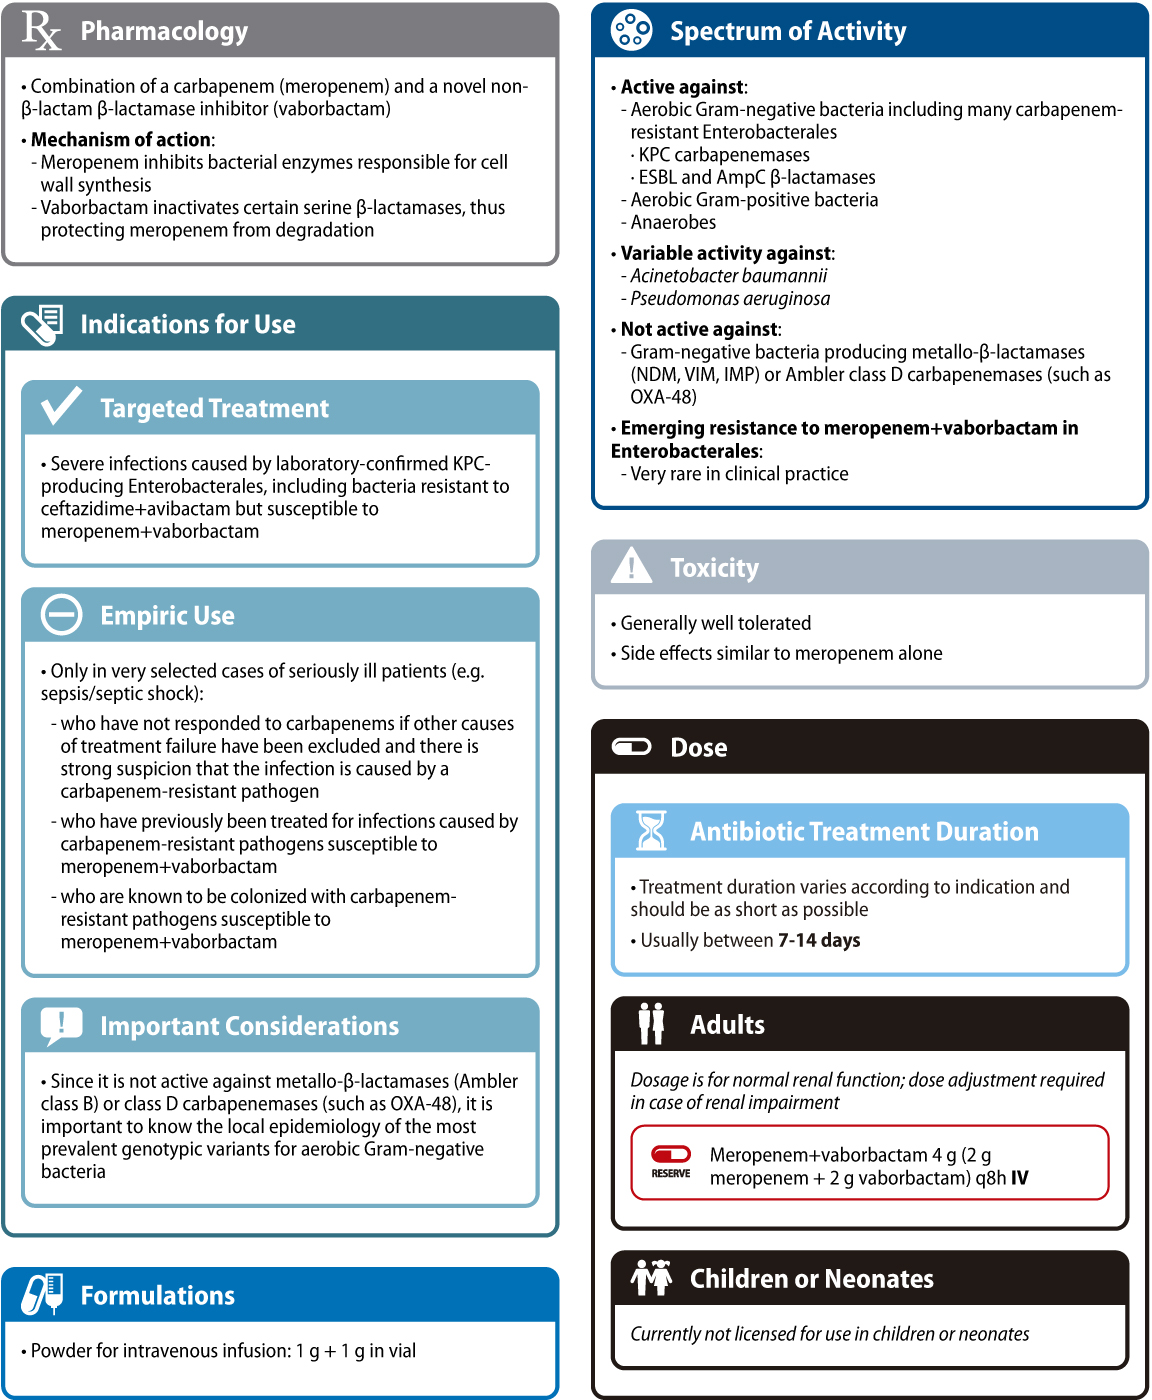 Rx Pharmacology
• Combination of a carbapenem (meropenem) and a novel non-
β-lactam β-lactamase inhibitor (vaborbactam)
• Mechanism of action:
- Meropenem inhibits bacterial enzymes responsible for cell
wall synthesis
- Vaborbactam inactivates certain serine β-lactamases, thus
protecting meropenem from degradation
Indications for Use
Targeted Treatment
• Severe infections caused by laboratory-confirmed KPC-
producing Enterobacterales, including bacteria resistant to
ceftazidime+avibactam but susceptible to
meropenem+vaborbactam
Empiric Use
• Only in very selected cases of seriously ill patients (e.g.
sepsis/septic shock):
- who have not responded to carbapenems if other causes
of treatment failure have been excluded and there is
strong suspicion that the infection is caused by a
carbapenem-resistant pathogen
- who have previously been treated for infections caused by
carbapenem-resistant pathogens susceptible to
meropenem+vaborbactam
- who are known to be colonized with carbapenem-
resistant pathogens susceptible to
meropenem+vaborbactam
Important Considerations
• Since it is not active against metallo-β-lactamases (Ambler
class B) or class D carbapenemases (such as OXA-48), it is
important to know the local epidemiology of the most
prevalent genotypic variants for aerobic Gram-negative
bacteria
Formulations
• Powder for intravenous infusion: 1 g + 1 g in vial
Spectrum of Activity
• Active against:
- Aerobic Gram-negative bacteria including many carbapenem-
resistant Enterobacterales
· KPC carbapenemases
· ESBL and AmpC β-lactamases
- Aerobic Gram-positive bacteria
- Anaerobes
• Variable activity against:
- Acinetobacter baumannii
- Pseudomonas aeruginosa
• Not active against:
- Gram-negative bacteria producing metallo-β-lactamases
(NDM, VIM, IMP) or Ambler class D carbapenemases (such as
OXA-48)
• Emerging resistance to meropenem+vaborbactam in
Enterobacterales:
- Very rare in clinical practice
Toxicity
• Generally well tolerated
• Side effects similar to meropenem alone
Dose
Antibiotic Treatment Duration
• Treatment duration varies according to indication and
should be as short as possible
• Usually between 7-14 days
Adults
Dosage is for normal renal function; dose adjustment required
in case of renal impairment
RESERVE
Meropenem+vaborbactam 4 g (2 g
meropenem + 2 g vaborbactam) q8h IV
Children or Neonates
Currently not licensed for use in children or neonates